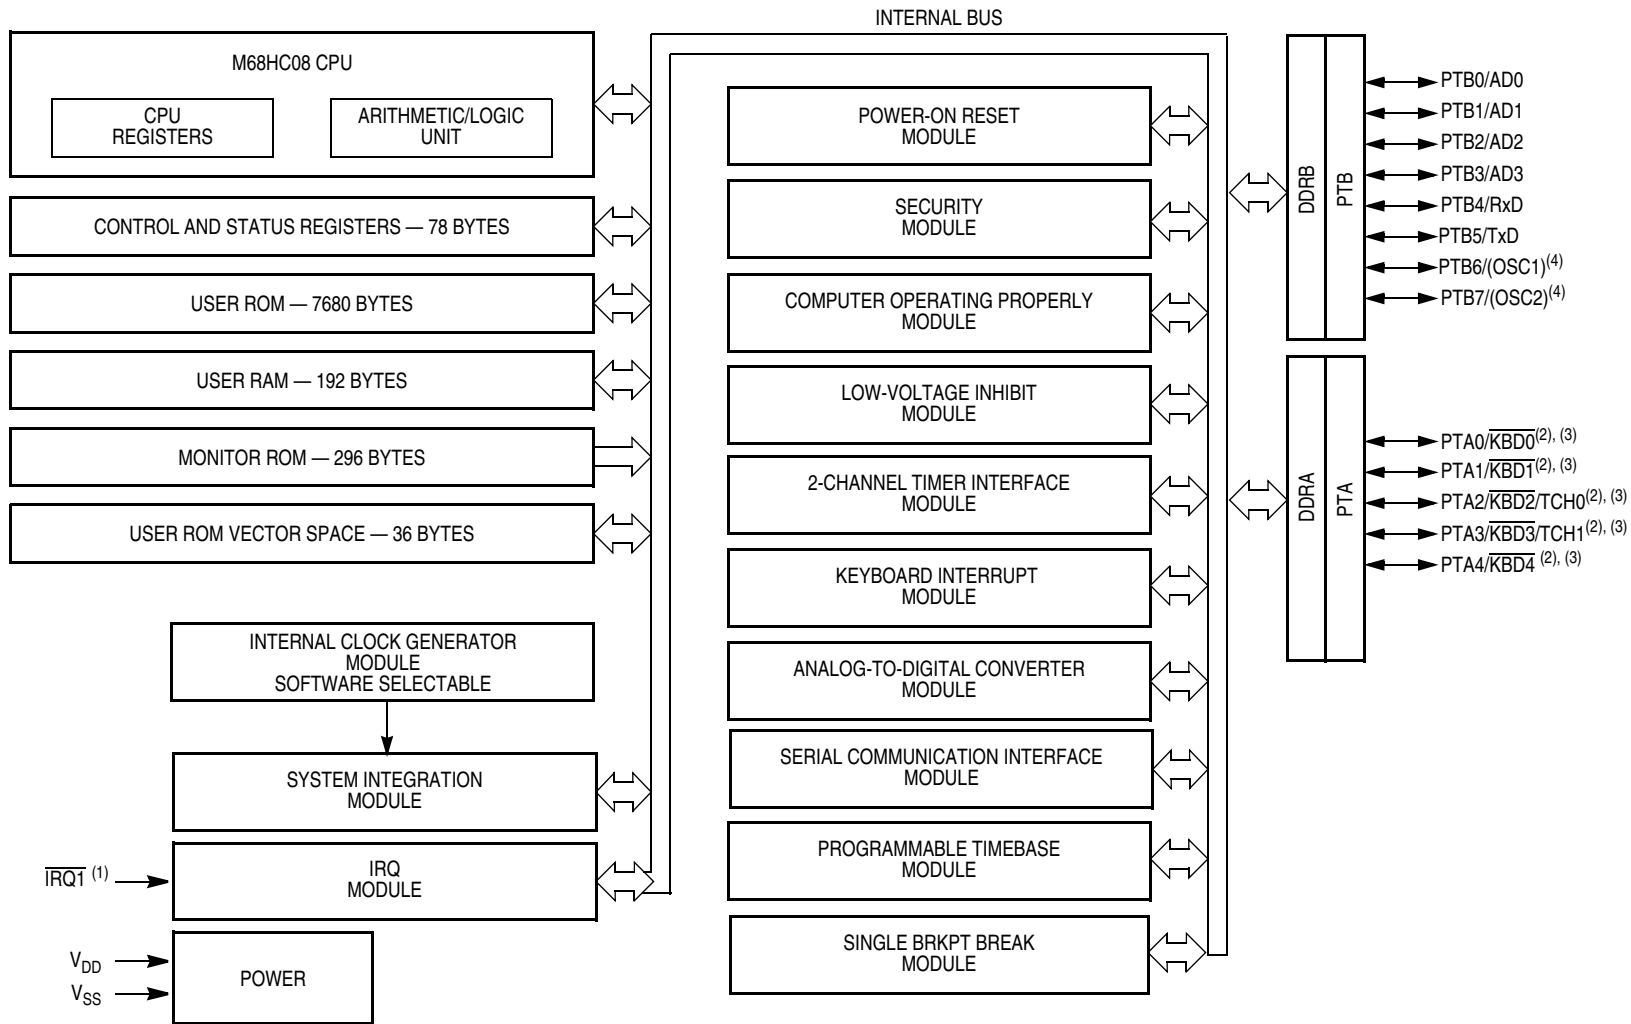 INTERNAL BUS
M68HC08 CPU
CPU
REGISTERS
ARITHMETIC/LOGIC
UNIT
CONTROL AND STATUS REGISTERS — 78 BYTES
USER ROM — 7680 BYTES
USER RAM — 192 BYTES
MONITOR ROM — 296 BYTES
USER ROM VECTOR SPACE — 36 BYTES
INTERNAL CLOCK GENERATOR
MODULE
SOFTWARE SELECTABLE
SYSTEM INTEGRATION
MODULE
IRQ1 (1)
IRQ
MODULE
VDD
VSS
POWER
POWER-ON RESET
MODULE
SECURITY
MODULE
COMPUTER OPERATING PROPERLY
MODULE
LOW-VOLTAGE INHIBIT
MODULE
2-CHANNEL TIMER INTERFACE
MODULE
KEYBOARD INTERRUPT
MODULE
ANALOG-TO-DIGITAL CONVERTER
MODULE
SERIAL COMMUNICATION INTERFACE
MODULE
PROGRAMMABLE TIMEBASE
MODULE
SINGLE BRKPT BREAK
MODULE
DDRB
PTB
PTB0/AD0
PTB1/AD1
PTB2/AD2
PTB3/AD3
PTB4/RxD
PTB5/TxD
PTB6/(OSC1)(4)
PTB7/(OSC2)(4)
DDRA
PTA
PTA0/KBD0(2), (3)
PTA1/KBD1(2), (3)
PTA2/KBD2/TCH0(2), (3)
PTA3/KBD3/TCH1(2), (3)
PTA4/KBD4 (2), (3)